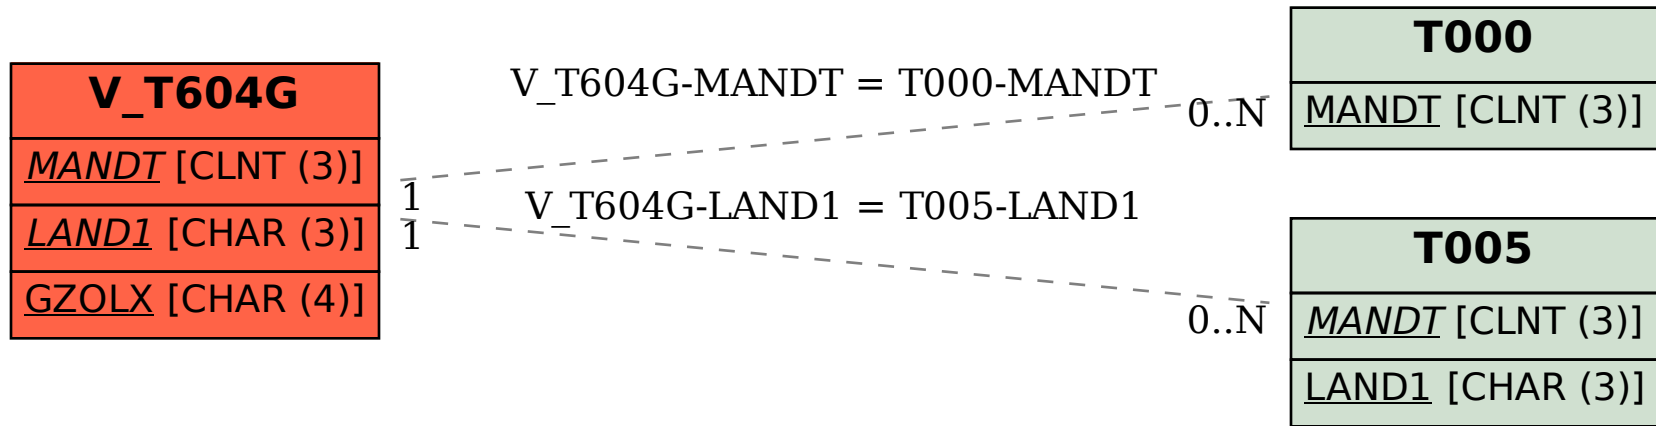 V_T604G
MANDT [CLNT (3)]
LAND1 [CHAR (3)]
GZOLX [CHAR (4)]
V_T604G-MANDT = T000-MANDT
1
0..N
V_T604G-LAND1 = T005-LAND1
1
0..N
T000
MANDT [CLNT (3)]
T005
MANDT [CLNT (3)]
LAND1 [CHAR (3)]